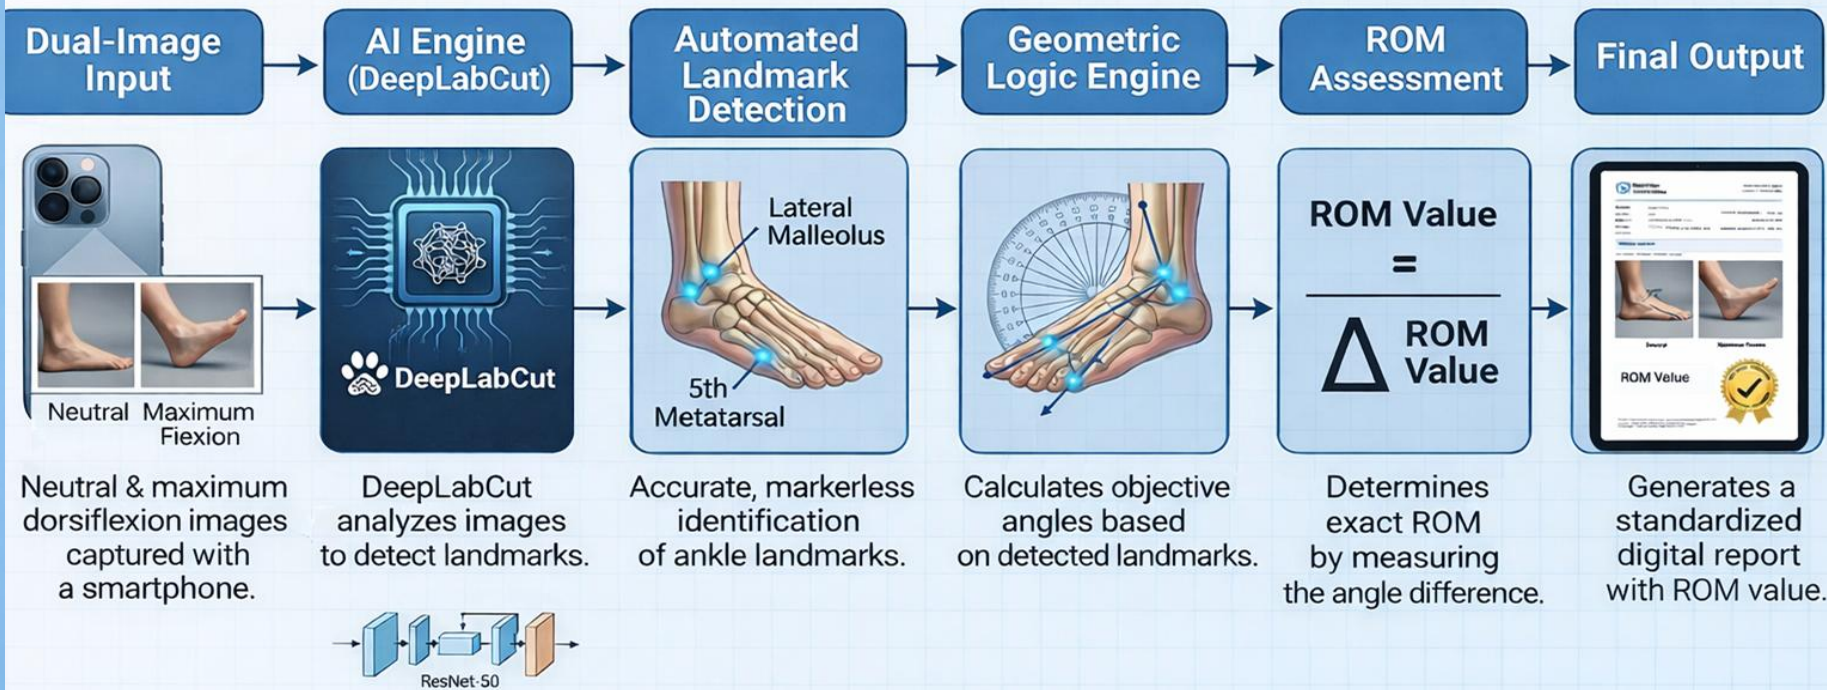 Dual-Image
Input
AI Engine
(DeepLabCut)
Automated
Landmark
Detection
Geometric
Logic Engine
ROM
Assessment
Final Output
Neutral
Maximum
Fiexion
DeepLabCut
Lateral
Malleolus
5th
Metatarsal
ROM Value
=
Δ ROM
Value
ROM Value
Neutral & maximum
dorsiflexion images
captured with
a smartphone.
DeepLabCut
analyzes images
to detect landmarks.
Accurate, markerless
identification
of ankle landmarks.
Calculates objective
angles based
on detected landmarks.
Determines
exact ROM
by measuring
the angle difference.
Generates a
standardized
digital report
with ROM value.
ResNet-50